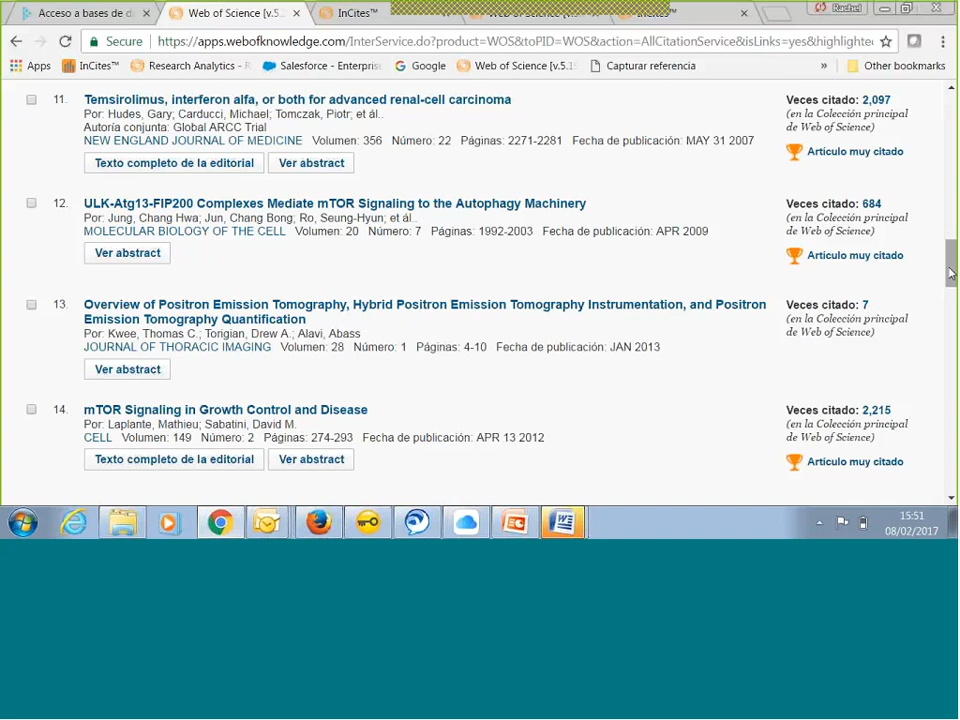 Acceso a bases de d
Web of Science [v.5.
InCites™
Rachel
Secure
https://apps.webofknowledge.com/InterService.do?product=WOS&toPID=WOS&action=AllCitationService&isLinks=yes&highlighte
Apps
InCites™
Research Analytics -
Salesforce - Enterpris
Google
Web of Science [v.5.1
Capturar referencia
»
Other bookmarks
11. Temsirolimus, interferon alfa, or both for advanced renal-cell carcinoma
Por: Hudes, Gary; Carducci, Michael; Tomczak, Piotr; et ál..
Autoría conjunta: Global ARCC Trial
NEW ENGLAND JOURNAL OF MEDICINE Volumen: 356 Número: 22 Páginas: 2271-2281 Fecha de publicación: MAY 31 2007
Texto completo de la editorial Ver abstract
Veces citado: 2,097
(en la Colección principal
de Web of Science)
Artículo muy citado
12. ULK-Atg13-FIP200 Complexes Mediate mTOR Signaling to the Autophagy Machinery
Por: Jung, Chang Hwa; Jun, Chang Bong; Ro, Seung-Hyun; et ál..
MOLECULAR BIOLOGY OF THE CELL Volumen: 20 Número: 7 Páginas: 1992-2003 Fecha de publicación: APR 2009
Ver abstract
Veces citado: 684
(en la Colección principal
de Web of Science)
Artículo muy citado
13. Overview of Positron Emission Tomography, Hybrid Positron Emission Tomography Instrumentation, and Positron
Emission Tomography Quantification
Por: Kwee, Thomas C.; Torigian, Drew A.; Alavi, Abass
JOURNAL OF THORACIC IMAGING Volumen: 28 Número: 1 Páginas: 4-10 Fecha de publicación: JAN 2013
Ver abstract
Veces citado: 7
(en la Colección principal
de Web of Science)
14. mTOR Signaling in Growth Control and Disease
Por: Laplante, Mathieu; Sabatini, David M.
CELL Volumen: 149 Número: 2 Páginas: 274-293 Fecha de publicación: APR 13 2012
Texto completo de la editorial Ver abstract
Veces citado: 2,215
(en la Colección principal
de Web of Science)
Artículo muy citado
15:51
08/02/2017